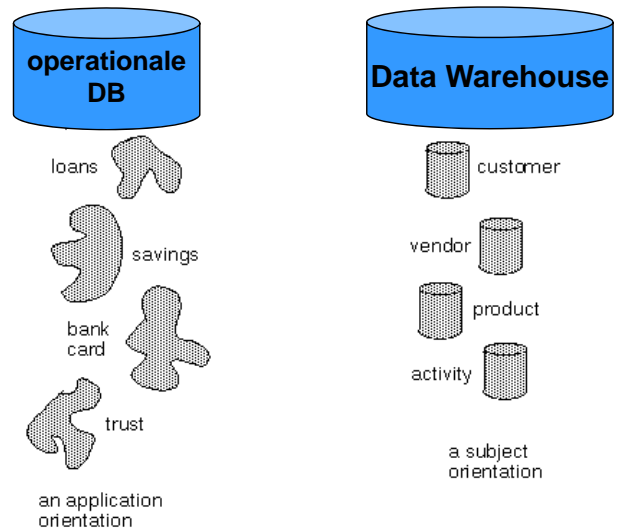 operationale
DB
loans
savings
bank
card
trust
an application
orientation
Data Warehouse
customer
vendor
product
activity
a subject
orientation